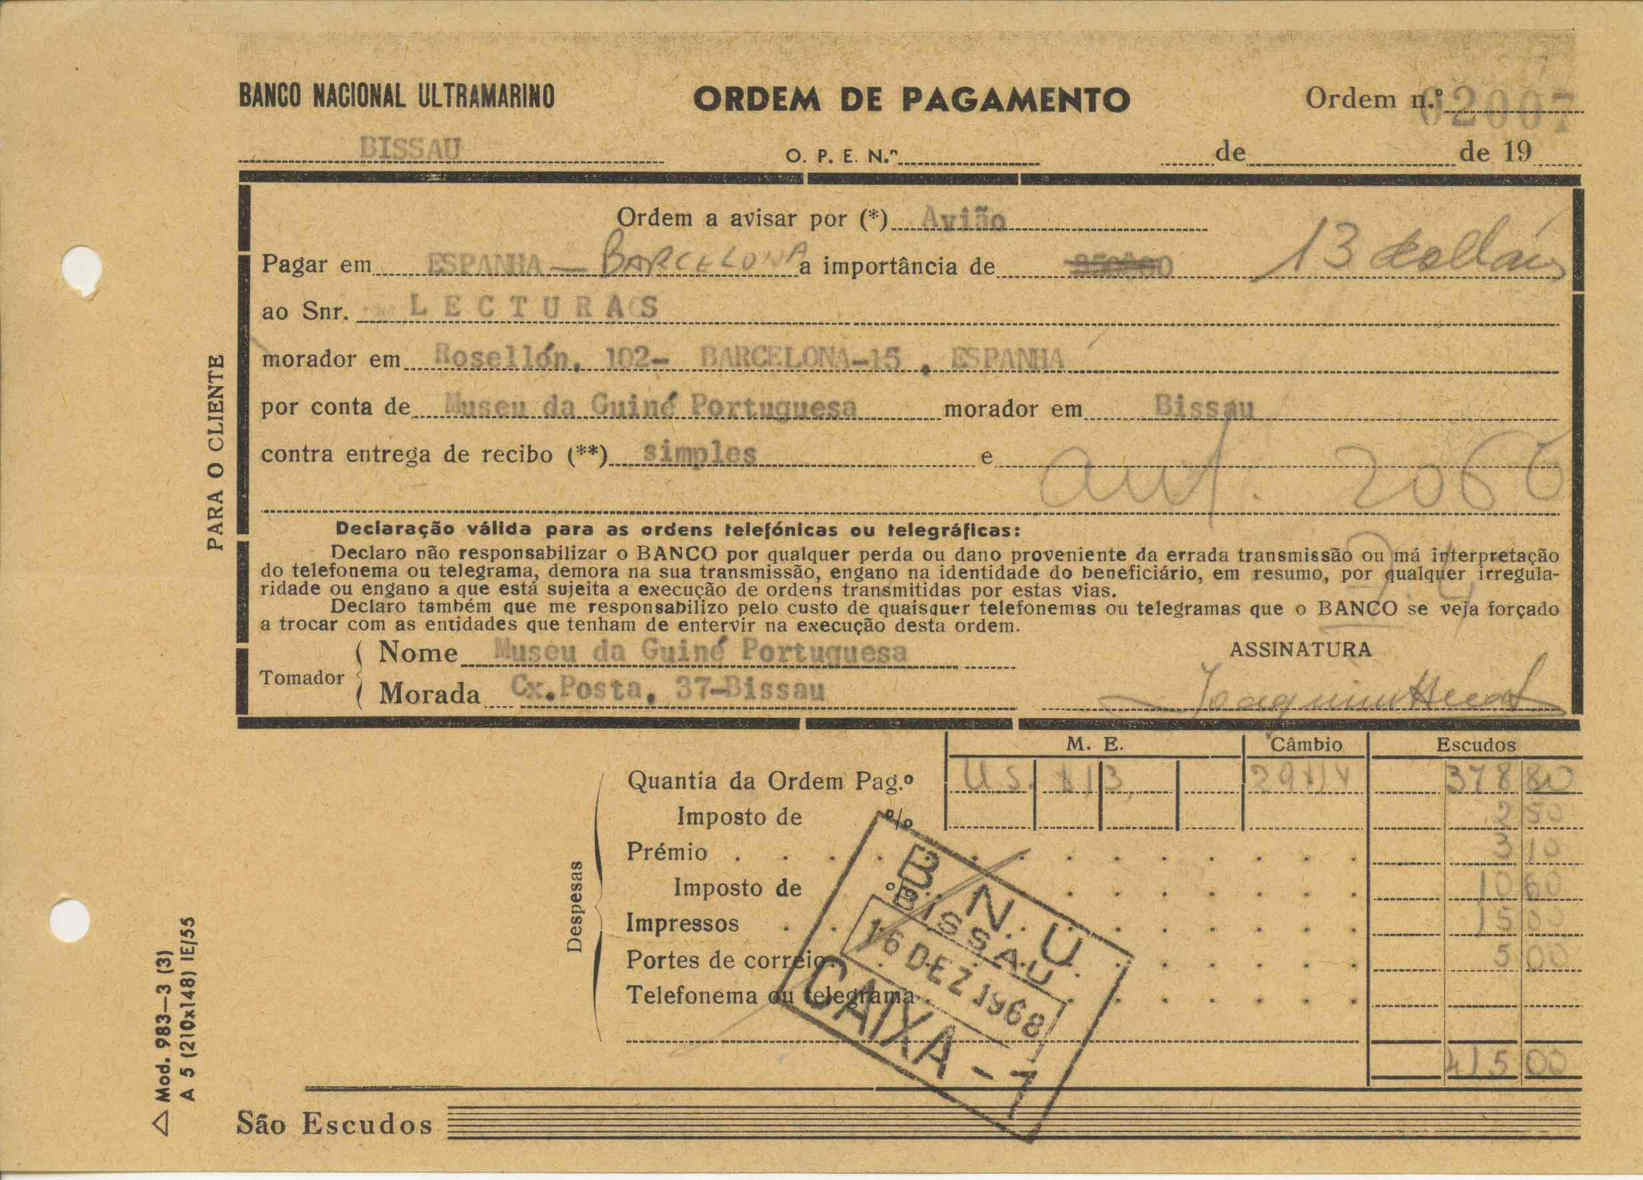 BANCO NACIONAL ULTRAMARINO
ORDEM DE PAGAMENTO
Ordem n.º 62007
BISSAU
O. P. E. N.º
de de 19
Ordem a avisar por (*) Avião
Pagar em ESPANHA — BARCELONA a importância de 13 dollars
ao Snr. LECTURAS
morador em Rosellón, 102- BARCELONA-15 , ESPANHA
por conta de Museu da Guiné Portuguesa morador em Bissau
contra entrega de recibo (**) simples e
aut. 2066
PARA O CLIENTE
Declaração válida para as ordens telefónicas ou telegráficas:
Declaro não responsabilizar o BANCO por qualquer perda ou dano proveniente da errada transmissão ou má interpretação
do telefonema ou telegrama, demora na sua transmissão, engano na identidade do beneficiário, em resumo, por qualquer irregula-
ridade ou engano a que está sujeita a execução de ordens transmitidas por estas vias.
Declaro também que me responsabilizo pelo custo de quaisquer telefonemas ou telegramas que o BANCO se veja forçado
a trocar com as entidades que tenham de entervir na execução desta ordem.
Tomador
Nome Museu da Guiné Portuguesa
Morada Cx.Posta, 37-Bissau
ASSINATURA
M. E. Câmbio Escudos
Quantia da Ordem Pag.º U.S. $ 13, 29$14 378 80
Imposto de º/o 2 50
Prémio 3 10
Imposto de º/o 10 60
Impressos 15 00
Portes de correio 5 00
Telefonema ou telegrama
415 00
Despesas
B. N. U.
BISSAU
16 DEZ 1968
CAIXA - 1
São Escudos
Mod. 983—3 (3)
A 5 (210x148) IE/55